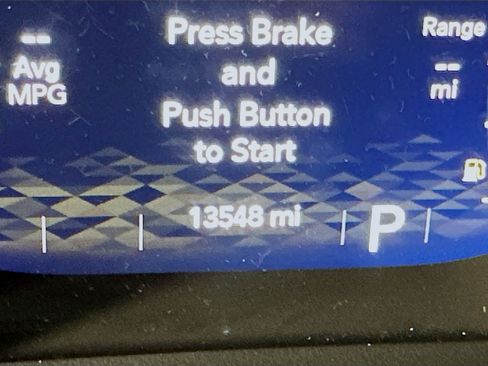 --
Avg
MPG
Press Brake
and
Push Button
to Start
Range
--
mi
13548 mi
P